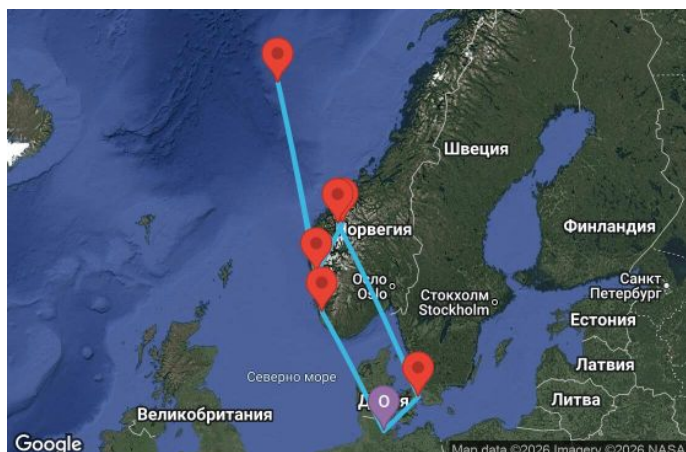 Швеция
Норвегия
Финландия
Осло
Oslo
Санкт
Петербург
Стокхолм
Stockholm
Естония
Латвия
Северно море
Литва
О
Великобритания
Google
Map data ©2026 Imagery ©2026 NASA